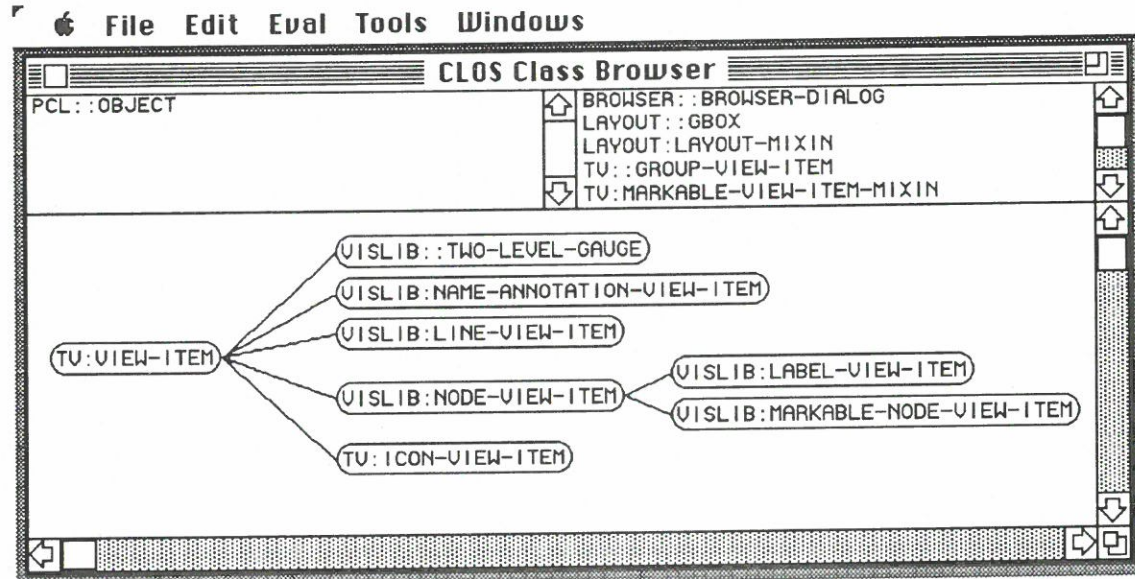 File Edit Eval Tools Windows
CLOS Class Browser
PCL::OBJECT
BROWSER::BROWSER-DIALOG
LAYOUT::GBOX
LAYOUT:LAYOUT-MIXIN
TV::GROUP-VIEW-ITEM
TV:MARKABLE-VIEW-ITEM-MIXIN
VISLIB::TWO-LEVEL-GAUGE
VISLIB:NAME-ANNOTATION-VIEW-ITEM
VISLIB:LINE-VIEW-ITEM
TV:VIEW-ITEM
VISLIB:LABEL-VIEW-ITEM
VISLIB:NODE-VIEW-ITEM
VISLIB:MARKABLE-NODE-VIEW-ITEM
TV:ICON-VIEW-ITEM